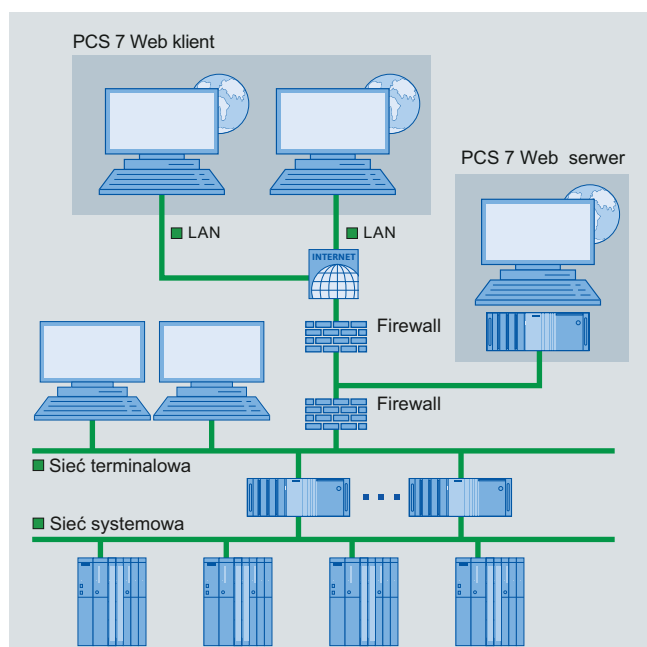 PCS 7 Web klient
PCS 7 Web serwer
LAN
LAN
INTERNET
Firewall
Firewall
Sieć terminalowa
Sieć systemowa